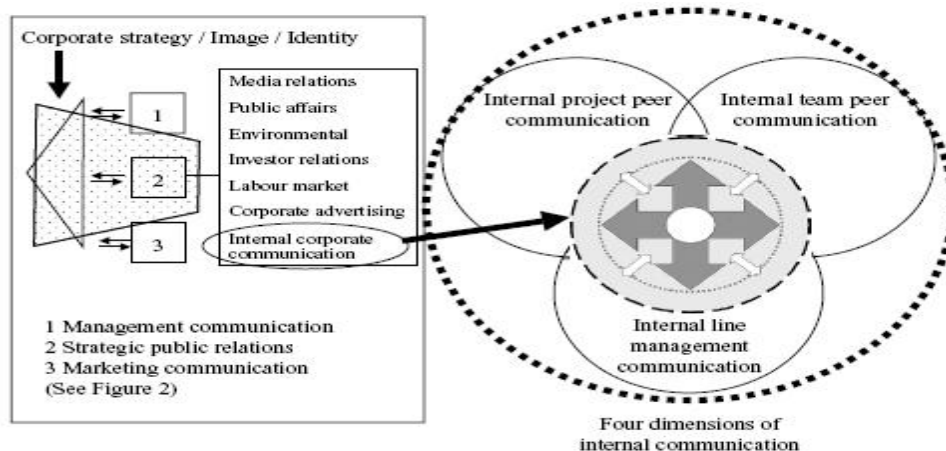 Corporate strategy / Image / Identity
1
2
3
Media relations
Public affairs
Environmental
Investor relations
Labour market
Corporate advertising
Internal corporate
communication
1 Management communication
2 Strategic public relations
3 Marketing communication
(See Figure 2)
Internal project peer
communication
Internal team peer
communication
Internal line
management
communication
Four dimensions of
internal communication